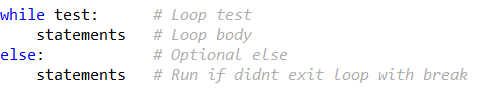 while test:        # Loop test
    statements   # Loop body
else:              # Optional else
    statements   # Run if didnt exit loop with break